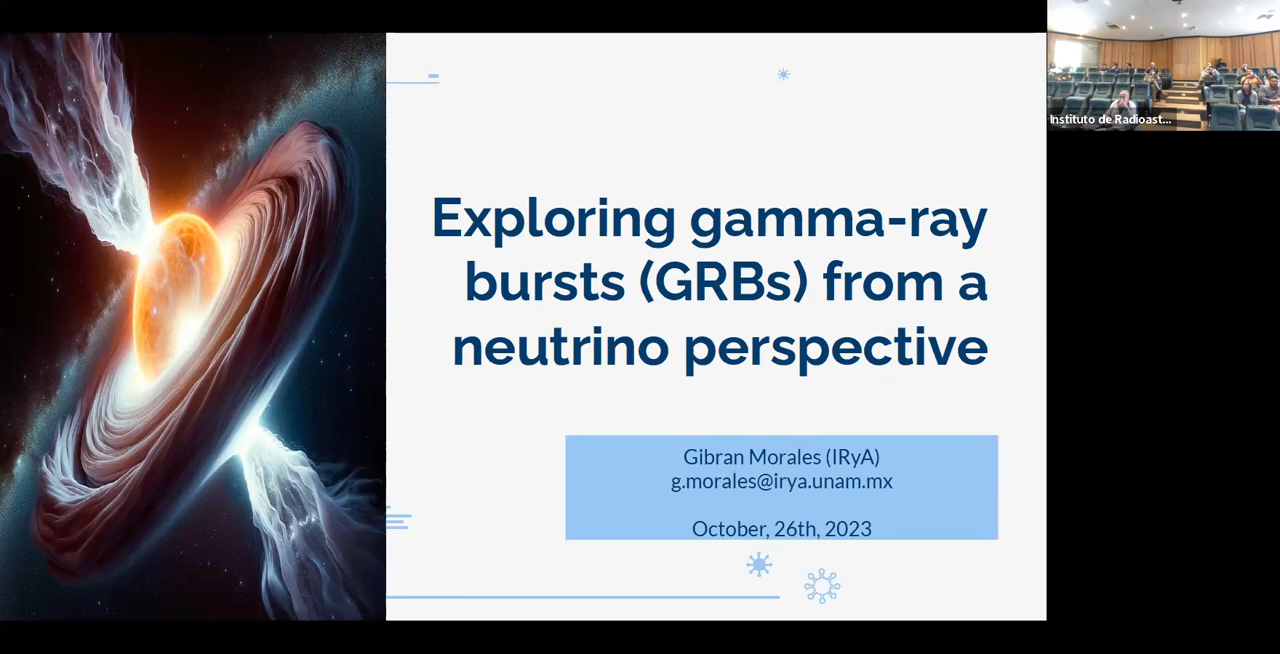 Exploring gamma-ray
bursts (GRBs) from a
neutrino perspective
Gibran Morales (IRyA)
g.morales@irya.unam.mx
October, 26th, 2023
Instituto de Radioast...